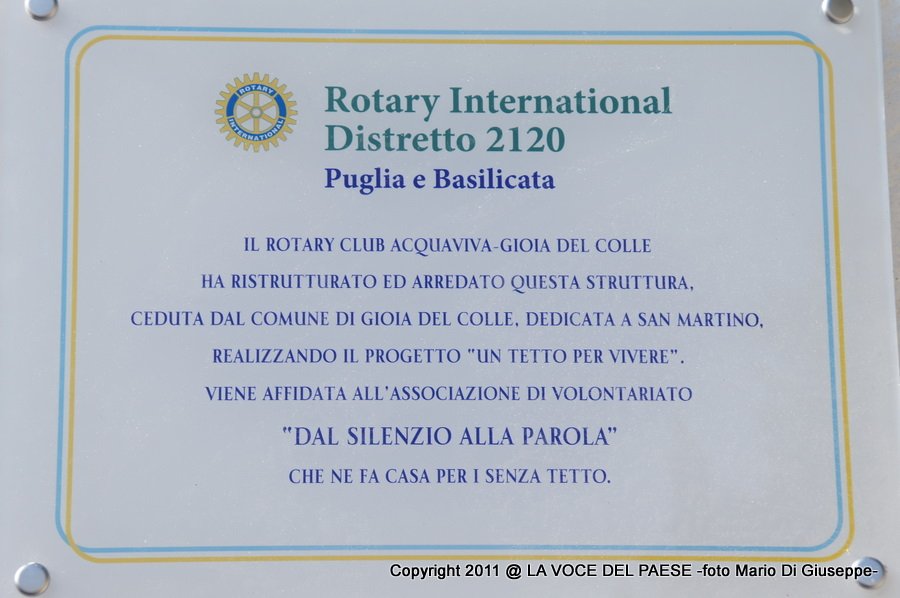 ROTARY
INTERNATIONAL
Rotary International
Distretto 2120
Puglia e Basilicata
IL ROTARY CLUB ACQUAVIVA-GIOIA DEL COLLE
HA RISTRUTTURATO ED ARREDATO QUESTA STRUTTURA,
CEDUTA DAL COMUNE DI GIOIA DEL COLLE, DEDICATA A SAN MARTINO,
REALIZZANDO IL PROGETTO "UN TETTO PER VIVERE".
VIENE AFFIDATA ALL'ASSOCIAZIONE DI VOLONTARIATO
"DAL SILENZIO ALLA PAROLA"
CHE NE FA CASA PER I SENZA TETTO.
Copyright 2011 @ LA VOCE DEL PAESE -foto Mario Di Giuseppe-